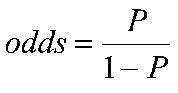 odds = P / (1 − P)